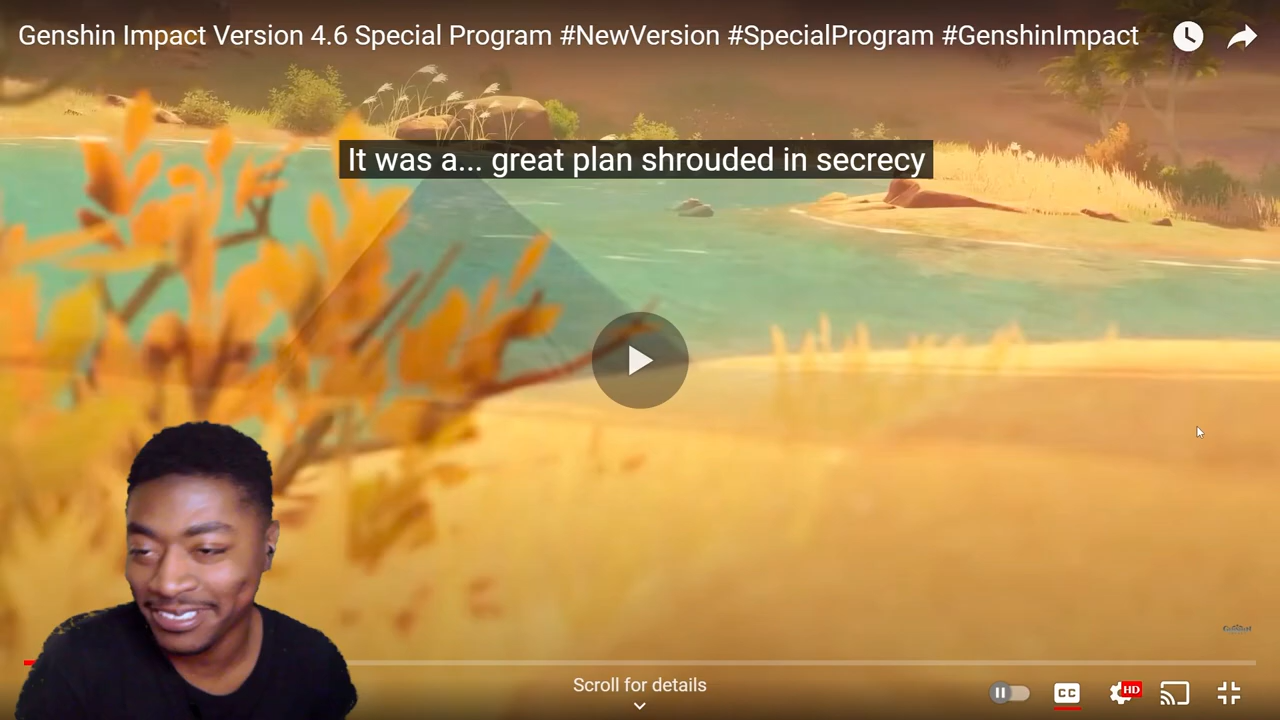 Genshin Impact Version 4.6 Special Program #NewVersion #SpecialProgram #GenshinImpact
It was a... great plan shrouded in secrecy
Scroll for details
CC
HD